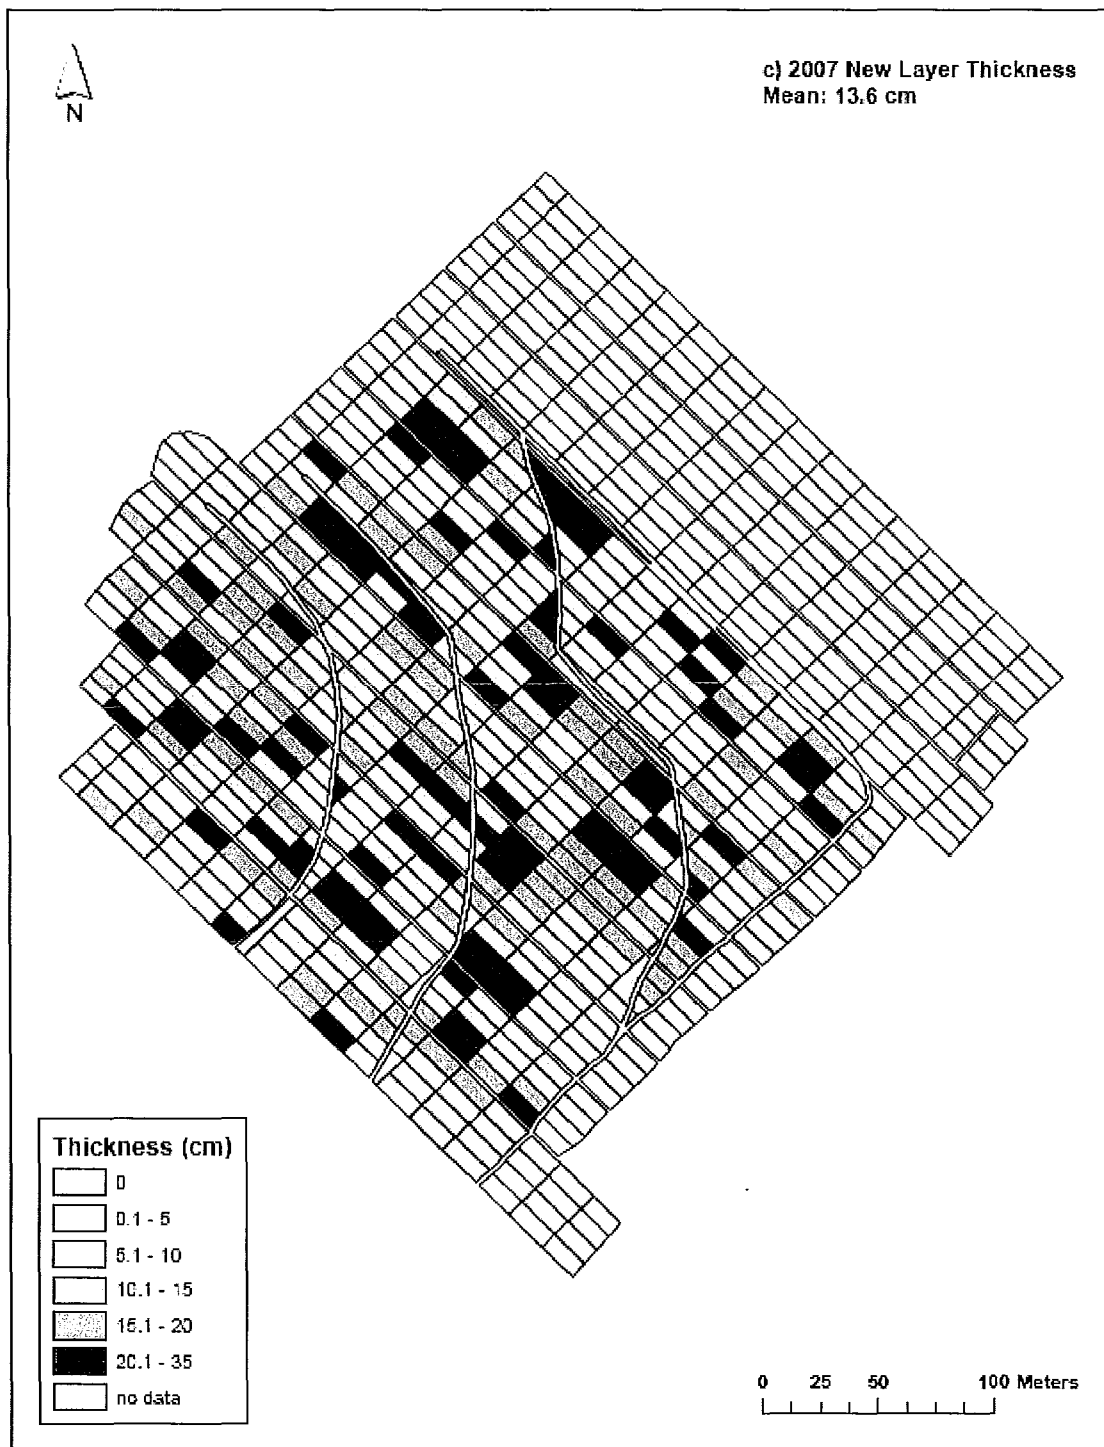 c) 2007 New Layer Thickness
Mean: 13.6 cm
N
Thickness (cm)
0
0.1 - 5
5.1 - 10
10.1 - 15
15.1 - 20
20.1 - 35
no data
0 25 50 100 Meters